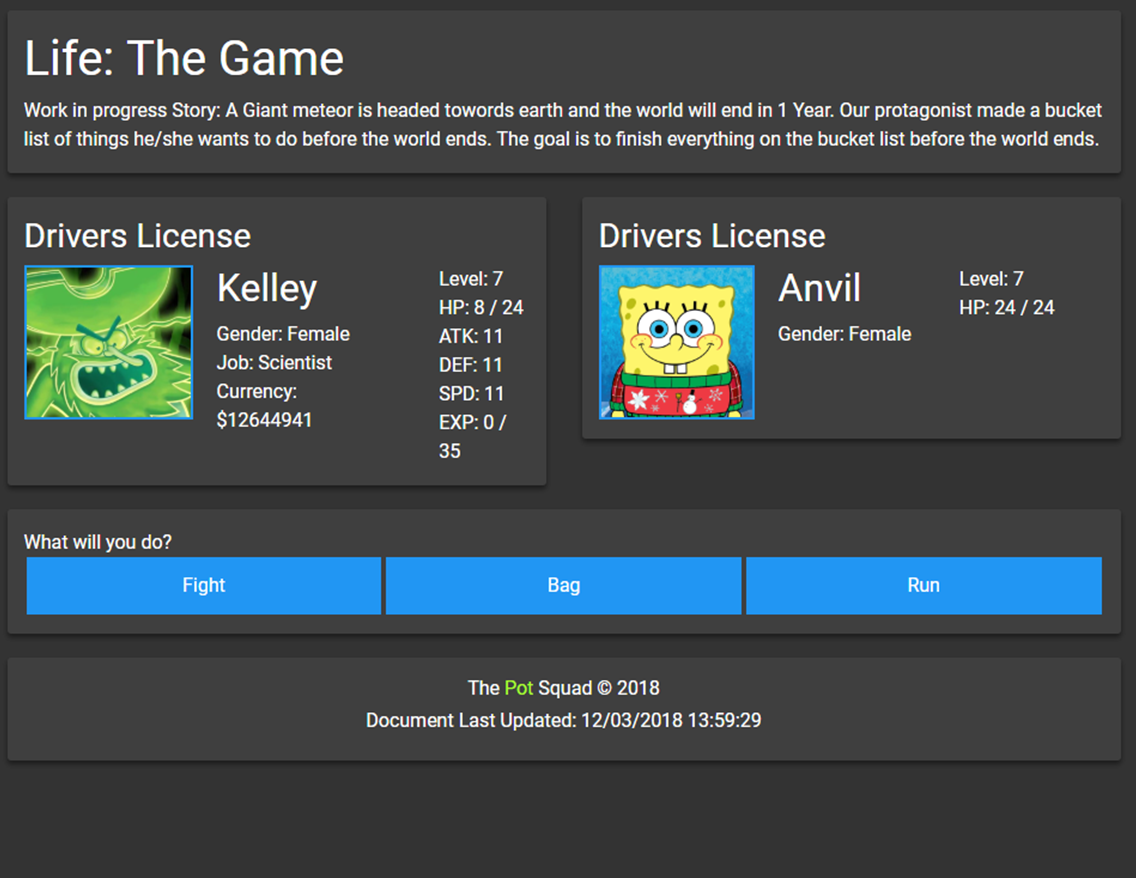 Life: The Game
Work in progress Story: A Giant meteor is headed towords earth and the world will end in 1 Year. Our protagonist made a bucket
list of things he/she wants to do before the world ends. The goal is to finish everything on the bucket list before the world ends.
Drivers License
Kelley
Gender: Female
Job: Scientist
Currency:
$12644941
Level: 7
HP: 8 / 24
ATK: 11
DEF: 11
SPD: 11
EXP: 0 /
35
Drivers License
Anvil
Gender: Female
Level: 7
HP: 24 / 24
What will you do?
Fight
Bag
Run
The Pot Squad © 2018
Document Last Updated: 12/03/2018 13:59:29